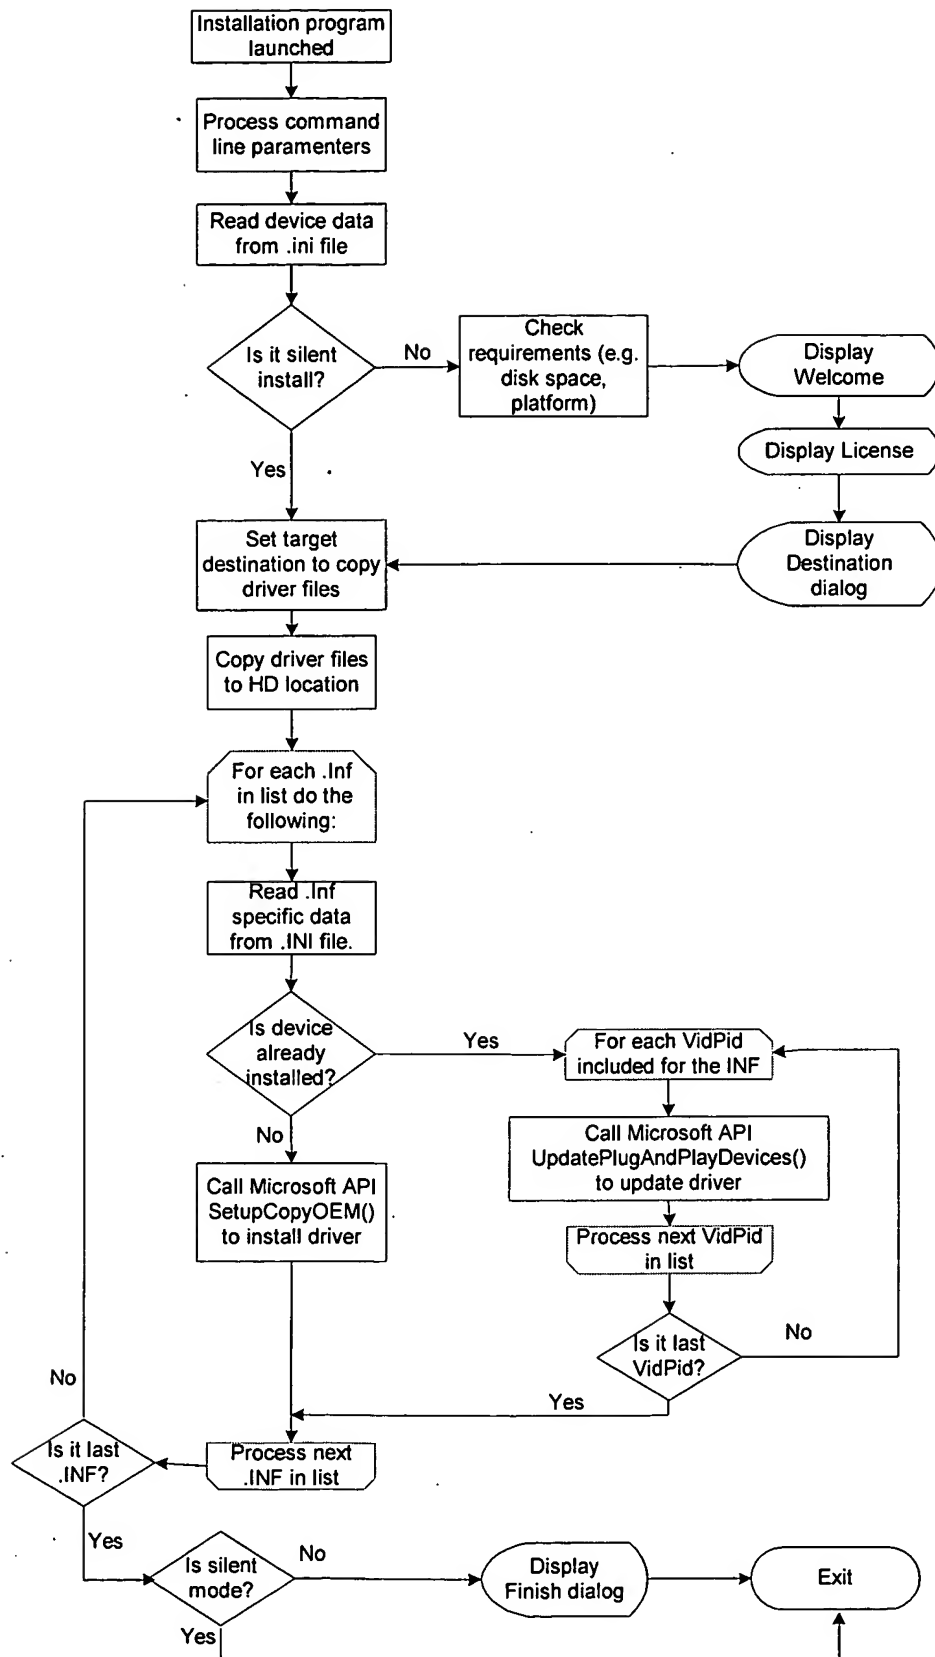 Installation program
launched
Process command
line paramenters
Read device data
from .ini file
Is it silent
install?
No
Check
requirements (e.g.
disk space,
platform)
Display
Welcome
Display License
Yes
Set target
destination to copy
driver files
Display
Destination
dialog
Copy driver files
to HD location
For each .Inf
in list do the
following:
Read .Inf
specific data
from .INI file.
Is device
already
installed?
Yes
For each VidPid
included for the INF
No
Call Microsoft API
UpdatePlugAndPlayDevices()
to update driver
Call Microsoft API
SetupCopyOEM()
to install driver
Process next VidPid
in list
Is it last
VidPid?
No
No
Yes
Is it last
.INF?
Process next
.INF in list
Yes
Is silent
mode?
No
Display
Finish dialog
Exit
Yes